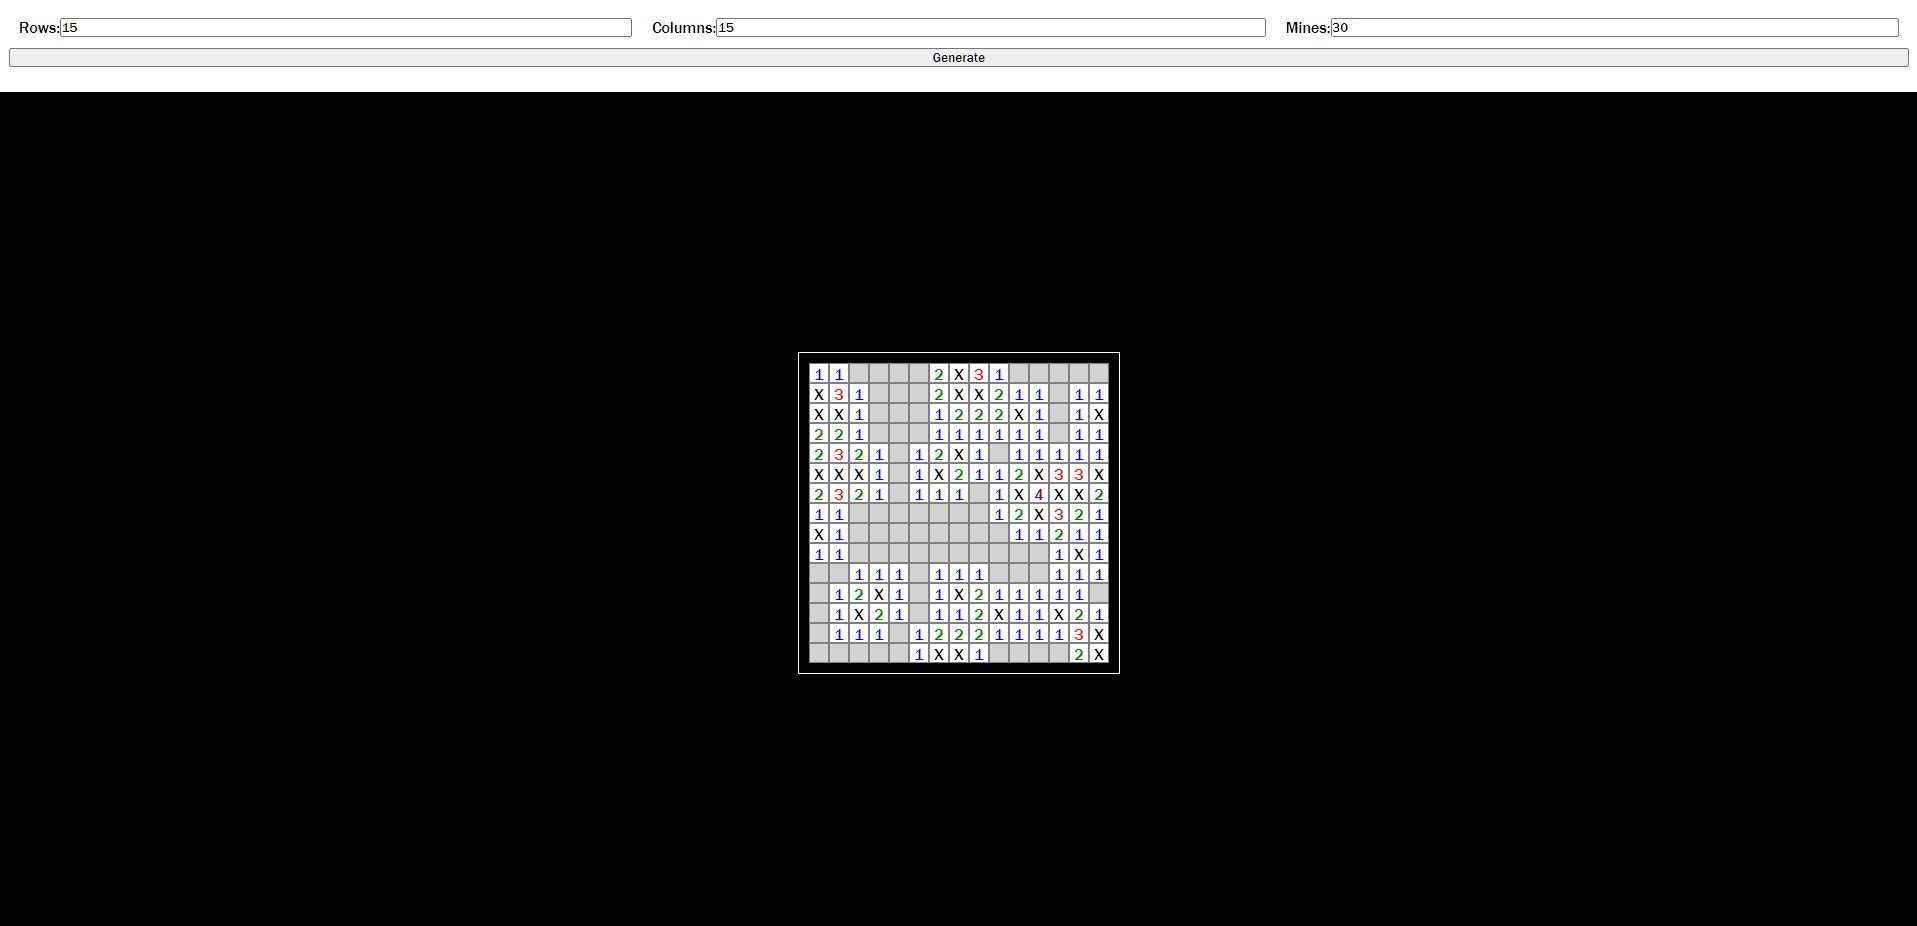 Rows:15 Columns:15 Mines:30
Generate
1 1 2 X 3 1
X 3 1 2 X X 2 1 1 1 1
X X 1 1 2 2 2 X 1 1 X
2 2 1 1 1 1 1 1 1 1 1
2 3 2 1 1 2 X 1 1 1 1 1 1
X X X 1 1 X 2 1 1 2 X 3 3 X
2 3 2 1 1 1 1 1 X 4 X X 2
1 1 1 2 X 3 2 1
X 1 1 1 2 1 1
1 1 1 X 1
1 1 1 1 1 1 1 1 1
1 2 X 1 1 X 2 1 1 1 1 1
1 X 2 1 1 1 2 X 1 1 X 2 1
1 1 1 1 2 2 2 1 1 1 1 3 X
1 X X 1 2 X